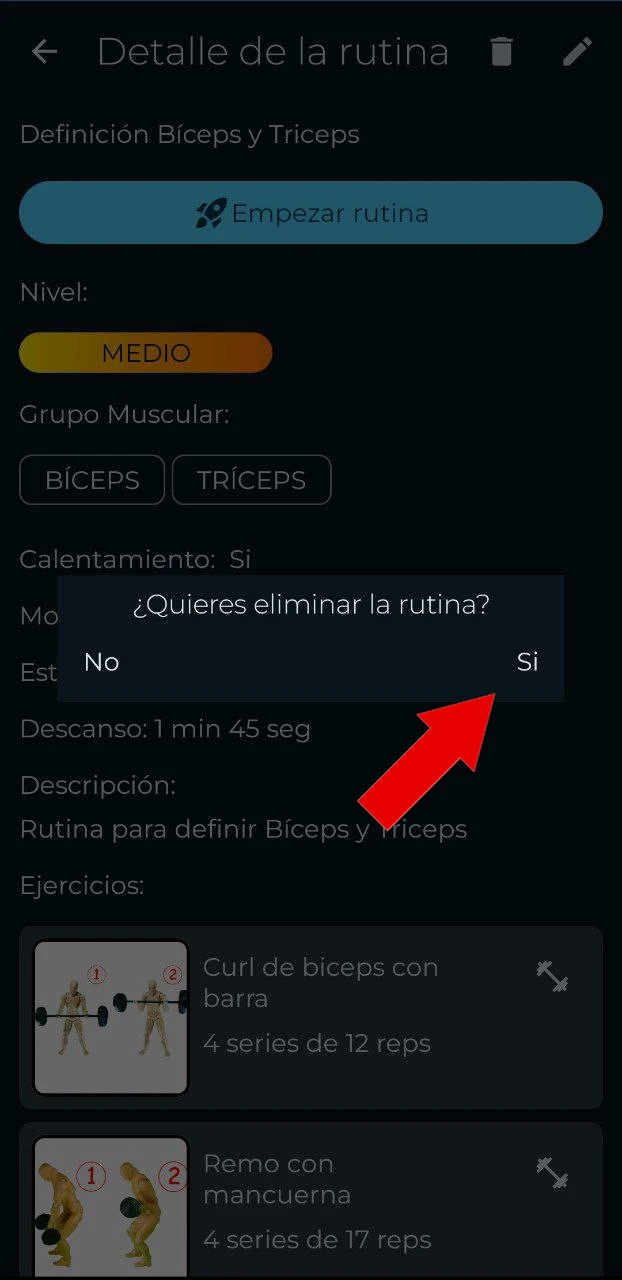 Detalle de la rutina
Definición Bíceps y Triceps
Empezar rutina
Nivel:
MEDIO
Grupo Muscular:
BÍCEPS TRÍCEPS
Calentamiento: Si
¿Quieres eliminar la rutina?
Mo
No Si
Est
Descanso: 1 min 45 seg
Descripción:
Rutina para definir Bíceps y Triceps
Ejercicios:
1 2
Curl de biceps con
barra
4 series de 12 reps
1 2
Remo con
mancuerna
4 series de 17 reps